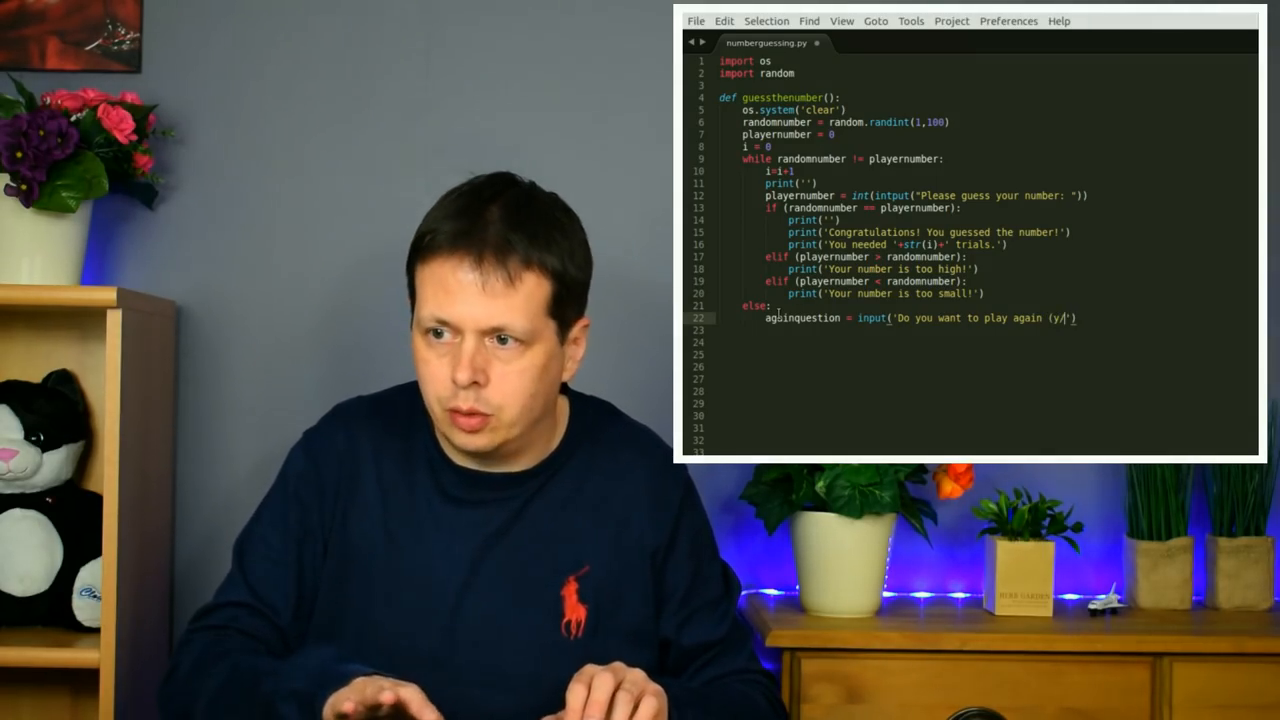 File Edit Selection Find View Goto Tools Project Preferences Help
numberguessing.py
1 import os
2 import random
3
4 def guessthenumber():
5 os.system('clear')
6 randomnumber = random.randint(1,100)
7 playernumber = 0
8 i = 0
9 while randomnumber != playernumber:
10 i=i+1
11 print('')
12 playernumber = int(intput("Please guess your number: "))
13 if (randomnumber == playernumber):
14 print('')
15 print('Congratulations! You guessed the number!')
16 print('You needed '+str(i)+' trials.')
17 elif (playernumber > randomnumber):
18 print('Your number is too high!')
19 elif (playernumber < randomnumber):
20 print('Your number is too small!')
21 else:
22 againquestion = input('Do you want to play again (y/')
23
24
25
26
27
28
29
30
31
32
33
HERB GARDEN